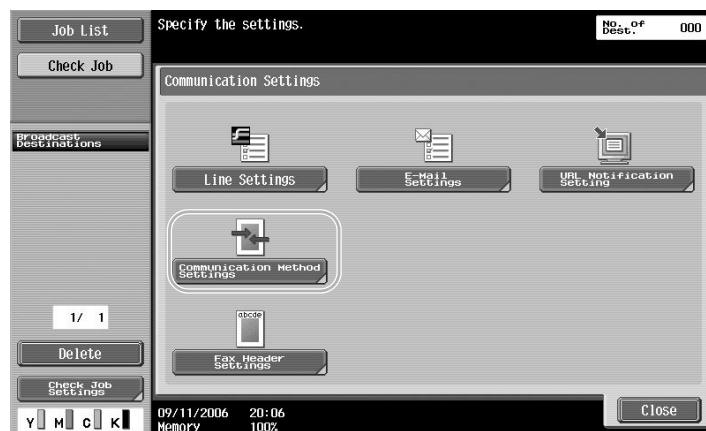 Job List
Check Job
Broadcast
Destinations
1/ 1
Delete
Check Job
Settings
Y M C K
Specify the settings.
No. of
Dest.
000
Communication Settings
Line Settings
E-Mail
Settings
URL Notification
Setting
Communication Method
Settings
abcde
Fax Header
Settings
09/11/2006 20:06
Memory 100%
Close